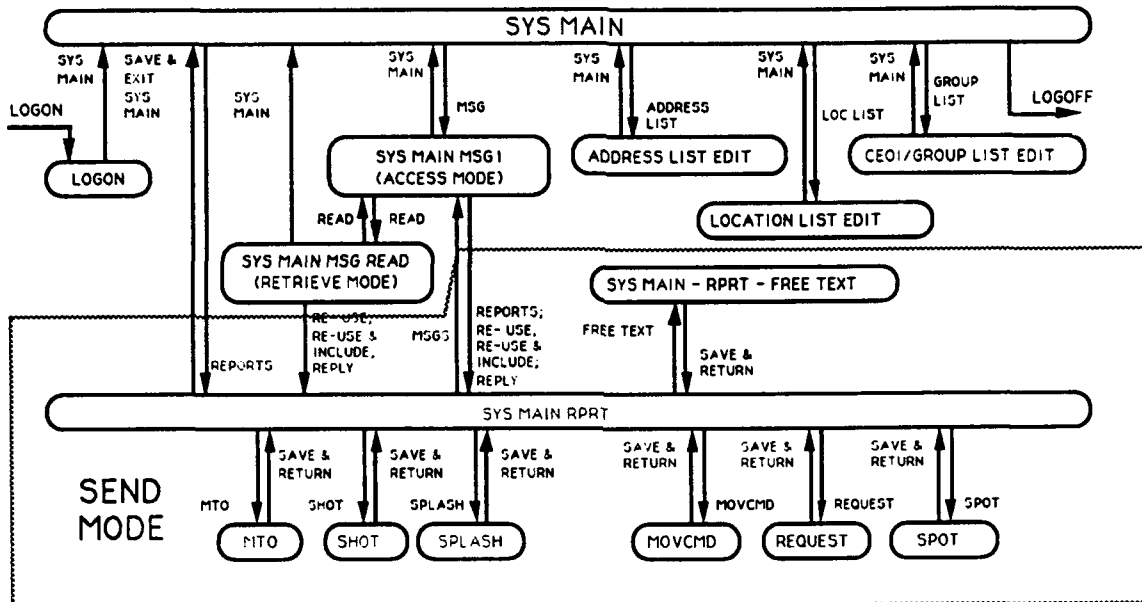 SYS MAIN
SYS
MAIN
SAVE &
EXIT
SYS
MAIN
SYS
MAIN
SYS
MAIN
MSG
SYS
MAIN
ADDRESS
LIST
SYS
MAIN
LOC LIST
SYS
MAIN
GROUP
LIST
LOGOFF
LOGON
LOGON
SYS MAIN MSG1
(ACCESS MODE)
ADDRESS LIST EDIT
CEOI/GROUP LIST EDIT
LOCATION LIST EDIT
READ
READ
SYS MAIN MSG READ
(RETRIEVE MODE)
SYS MAIN - RPRT - FREE TEXT
RE-USE;
RE-USE &
INCLUDE,
REPLY
MSGS
REPORTS;
RE-USE,
RE-USE &
INCLUDE;
REPLY
FREE TEXT
SAVE &
RETURN
REPORTS
SYS MAIN RPRT
SEND
MODE
MTO
SAVE &
RETURN
SHOT
SAVE &
RETURN
SPLASH
SAVE &
RETURN
SAVE &
RETURN
MOVCMD
SAVE &
RETURN
REQUEST
SAVE &
RETURN
SPOT
MTO
SHOT
SPLASH
MOVCMD
REQUEST
SPOT